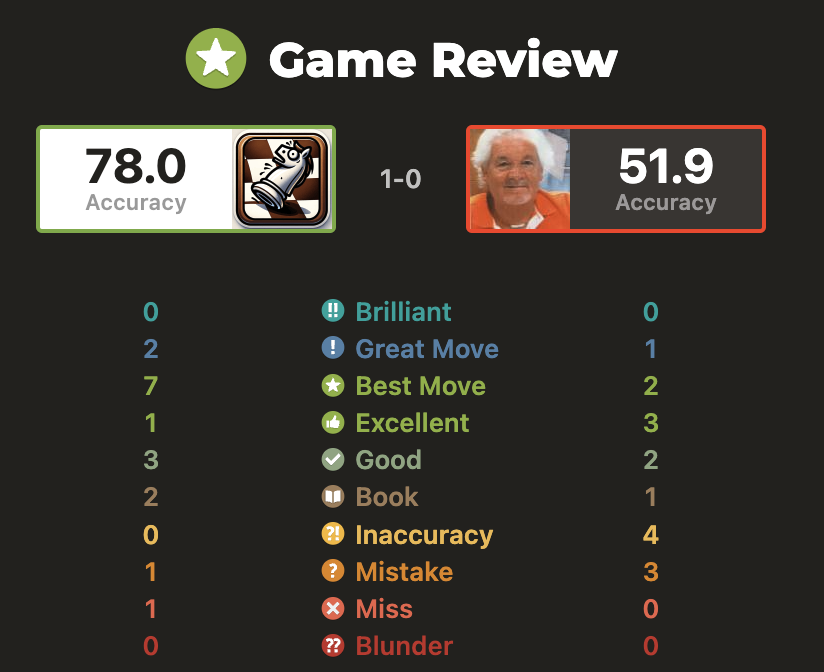 Game Review
78.0 1-0 51.9
Accuracy Accuracy
0 !! Brilliant 0
2 ! Great Move 1
7 Best Move 2
1 Excellent 3
3 Good 2
2 Book 1
0 ?! Inaccuracy 4
1 ? Mistake 3
1 Miss 0
0 ?? Blunder 0